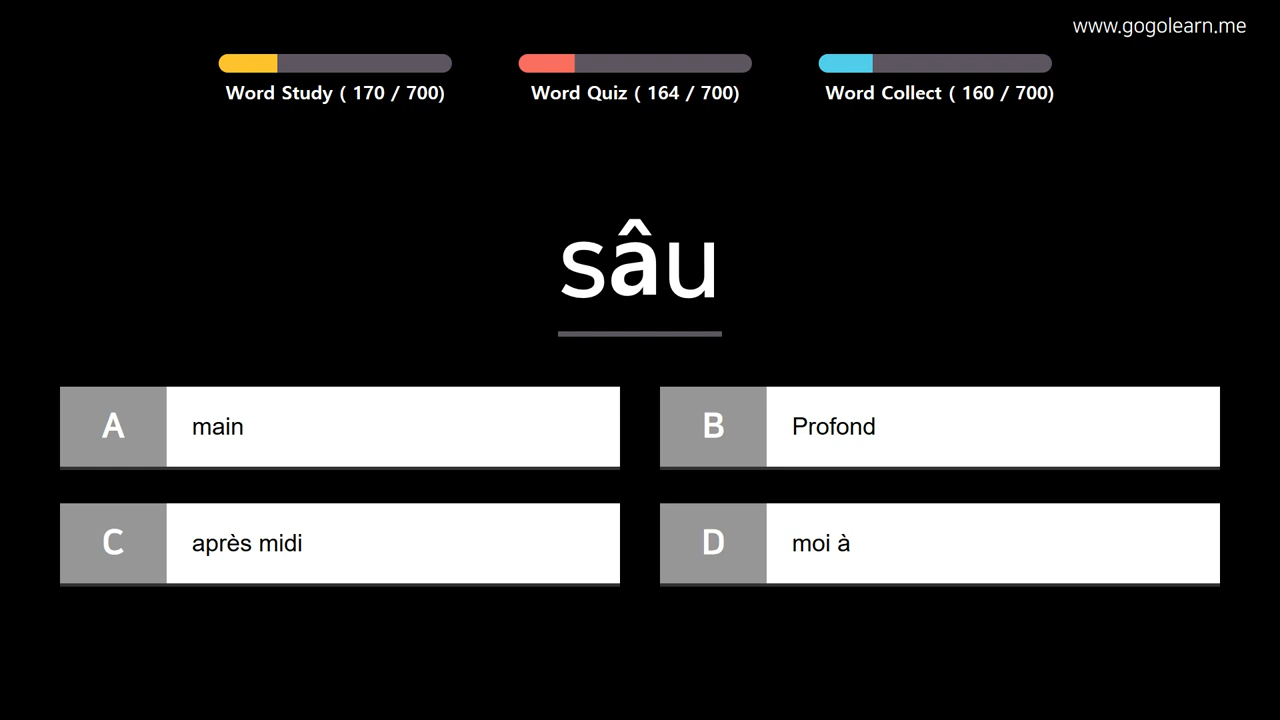 www.gogolearn.me
Word Study ( 170 / 700)
Word Quiz ( 164 / 700)
Word Collect ( 160 / 700)
sâu
A main
B Profond
C après midi
D moi à